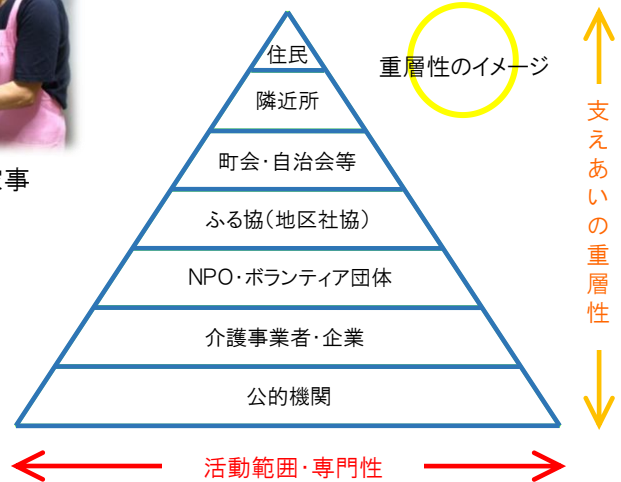 住民
重層性のイメージ
隣近所
町会・自治会等
ふる協(地区社協)
NPO・ボランティア団体
介護事業者・企業
公的機関
支えあいの重層性
活動範囲・専門性
事